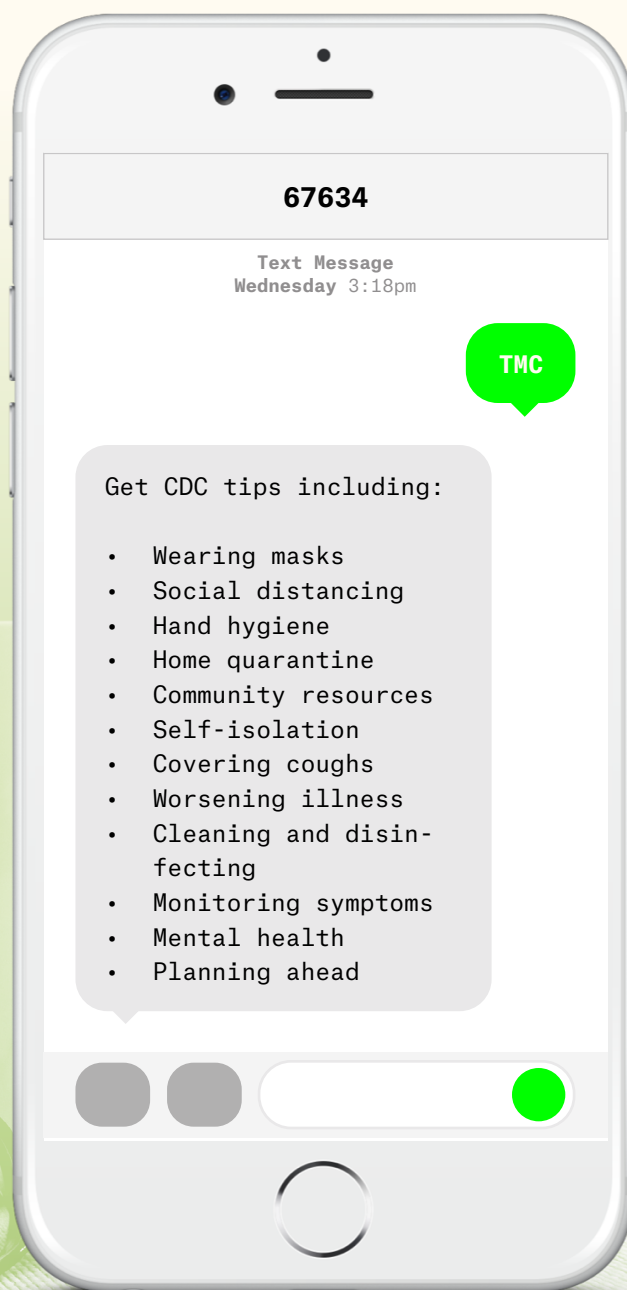 67634
Text Message
Wednesday 3:18pm
TMC
Get CDC tips including:
• Wearing masks
• Social distancing
• Hand hygiene
• Home quarantine
• Community resources
• Self-isolation
• Covering coughs
• Worsening illness
• Cleaning and disin-
fecting
• Monitoring symptoms
• Mental health
• Planning ahead